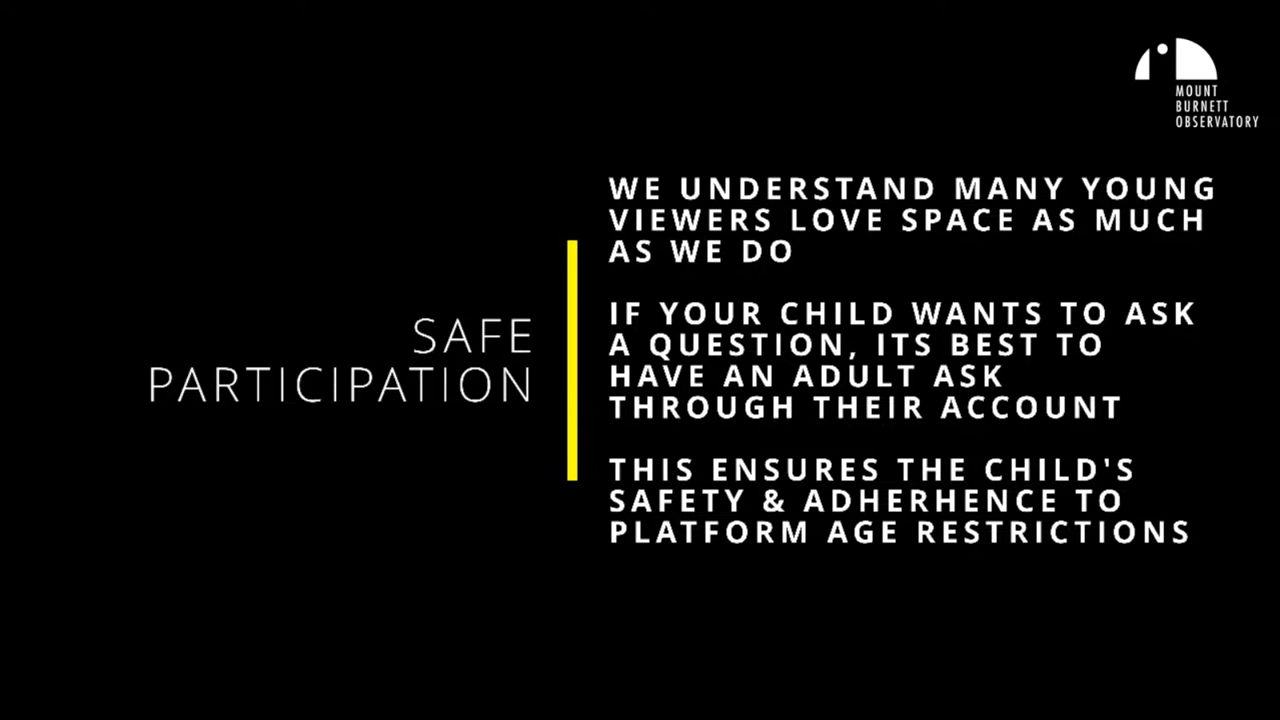 MOUNT
BURNETT
OBSERVATORY
SAFE
PARTICIPATION
WE UNDERSTAND MANY YOUNG
VIEWERS LOVE SPACE AS MUCH
AS WE DO
IF YOUR CHILD WANTS TO ASK
A QUESTION, ITS BEST TO
HAVE AN ADULT ASK
THROUGH THEIR ACCOUNT
THIS ENSURES THE CHILD'S
SAFETY & ADHERHENCE TO
PLATFORM AGE RESTRICTIONS